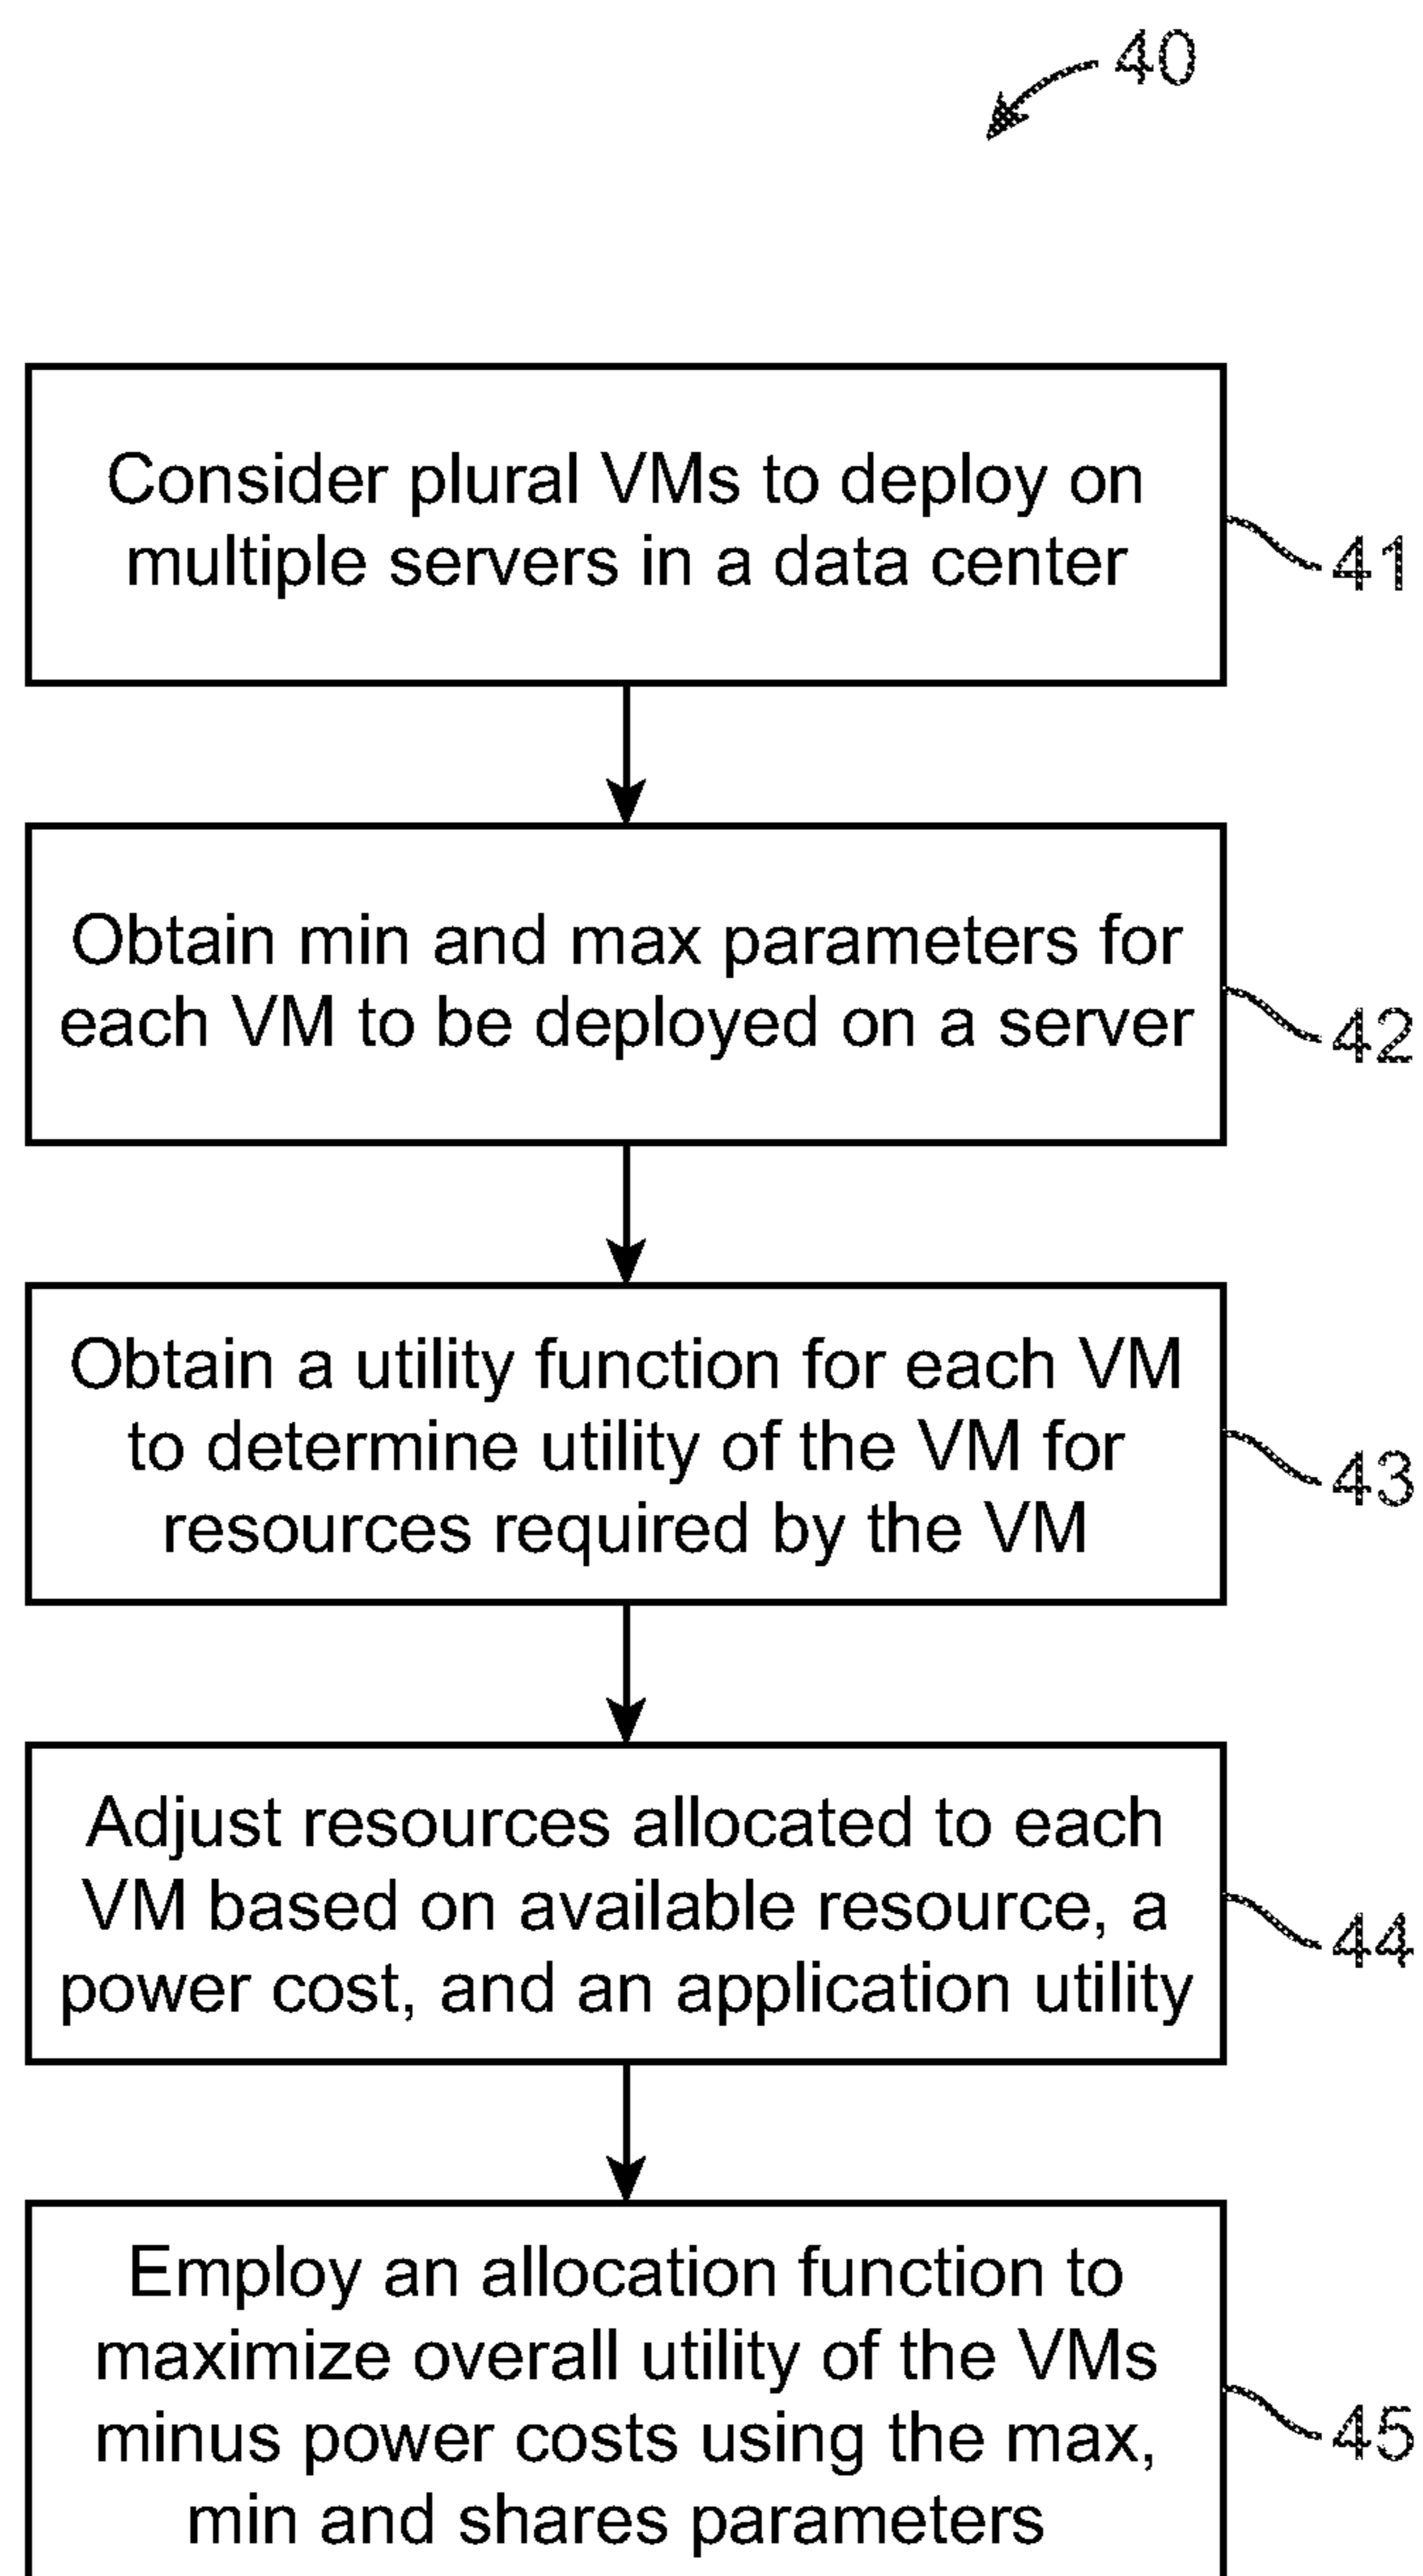 40
Consider plural VMs to deploy on
multiple servers in a data center
41
Obtain min and max parameters for
each VM to be deployed on a server
42
Obtain a utility function for each VM
to determine utility of the VM for
resources required by the VM
43
Adjust resources allocated to each
VM based on available resource, a
power cost, and an application utility
44
Employ an allocation function to
maximize overall utility of the VMs
minus power costs using the max,
min and shares parameters
45